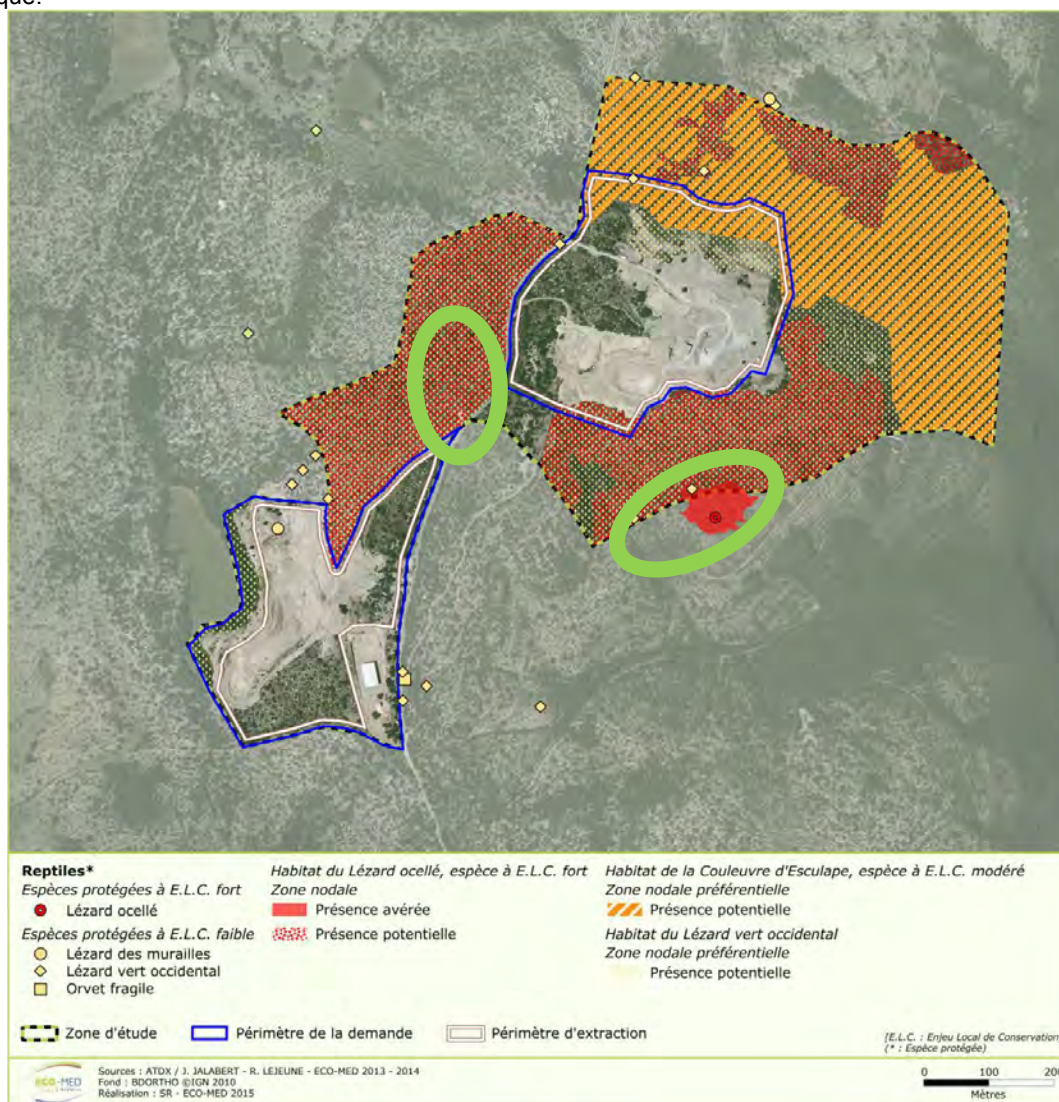 que.
Reptiles*
Espèces protégées à E.L.C. fort
Lézard ocellé
Espèces protégées à E.L.C. faible
Lézard des murailles
Lézard vert occidental
Orvet fragile
Habitat du Lézard ocellé, espèce à E.L.C. fort
Zone nodale
Présence avérée
Présence potentielle
Habitat de la Couleuvre d'Esculape, espèce à E.L.C. modéré
Zone nodale préférentielle
Présence potentielle
Habitat du Lézard vert occidental
Zone nodale préférentielle
Présence potentielle
Zone d'étude
Périmètre de la demande
Périmètre d'extraction
[E.L.C. : Enjeu Local de Conservation
(* : Espèce protégée)
ECO-MED
Sources : ATDX / J. JALABERT - R. LEJEUNE - ECO-MED 2013 - 2014
Fond : BDORTHO ©IGN 2010
Réalisation : SR - ECO-MED 2015
0 100 200
Mètres